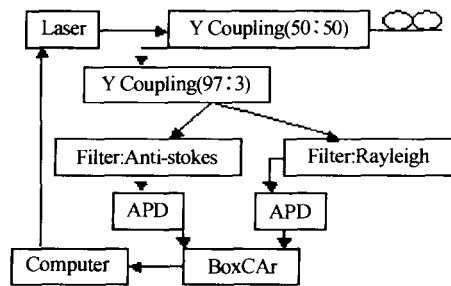 Laser
Y Coupling(50:50)
Y Coupling(97:3)
Filter:Anti-stokes
Filter:Rayleigh
APD
APD
Computer
BoxCAr